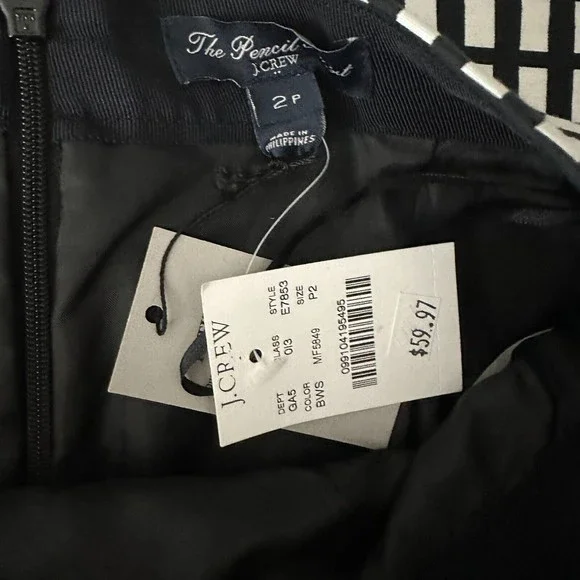 The Pencil Skirt
J.CREW
2P
MADE IN
PHILIPPINES
J.CREW
STYLE
E7853
SIZE
P2
CLASS
013
MF5849
DEPT
GA5
COLOR
BWS
099104195495
$59.97